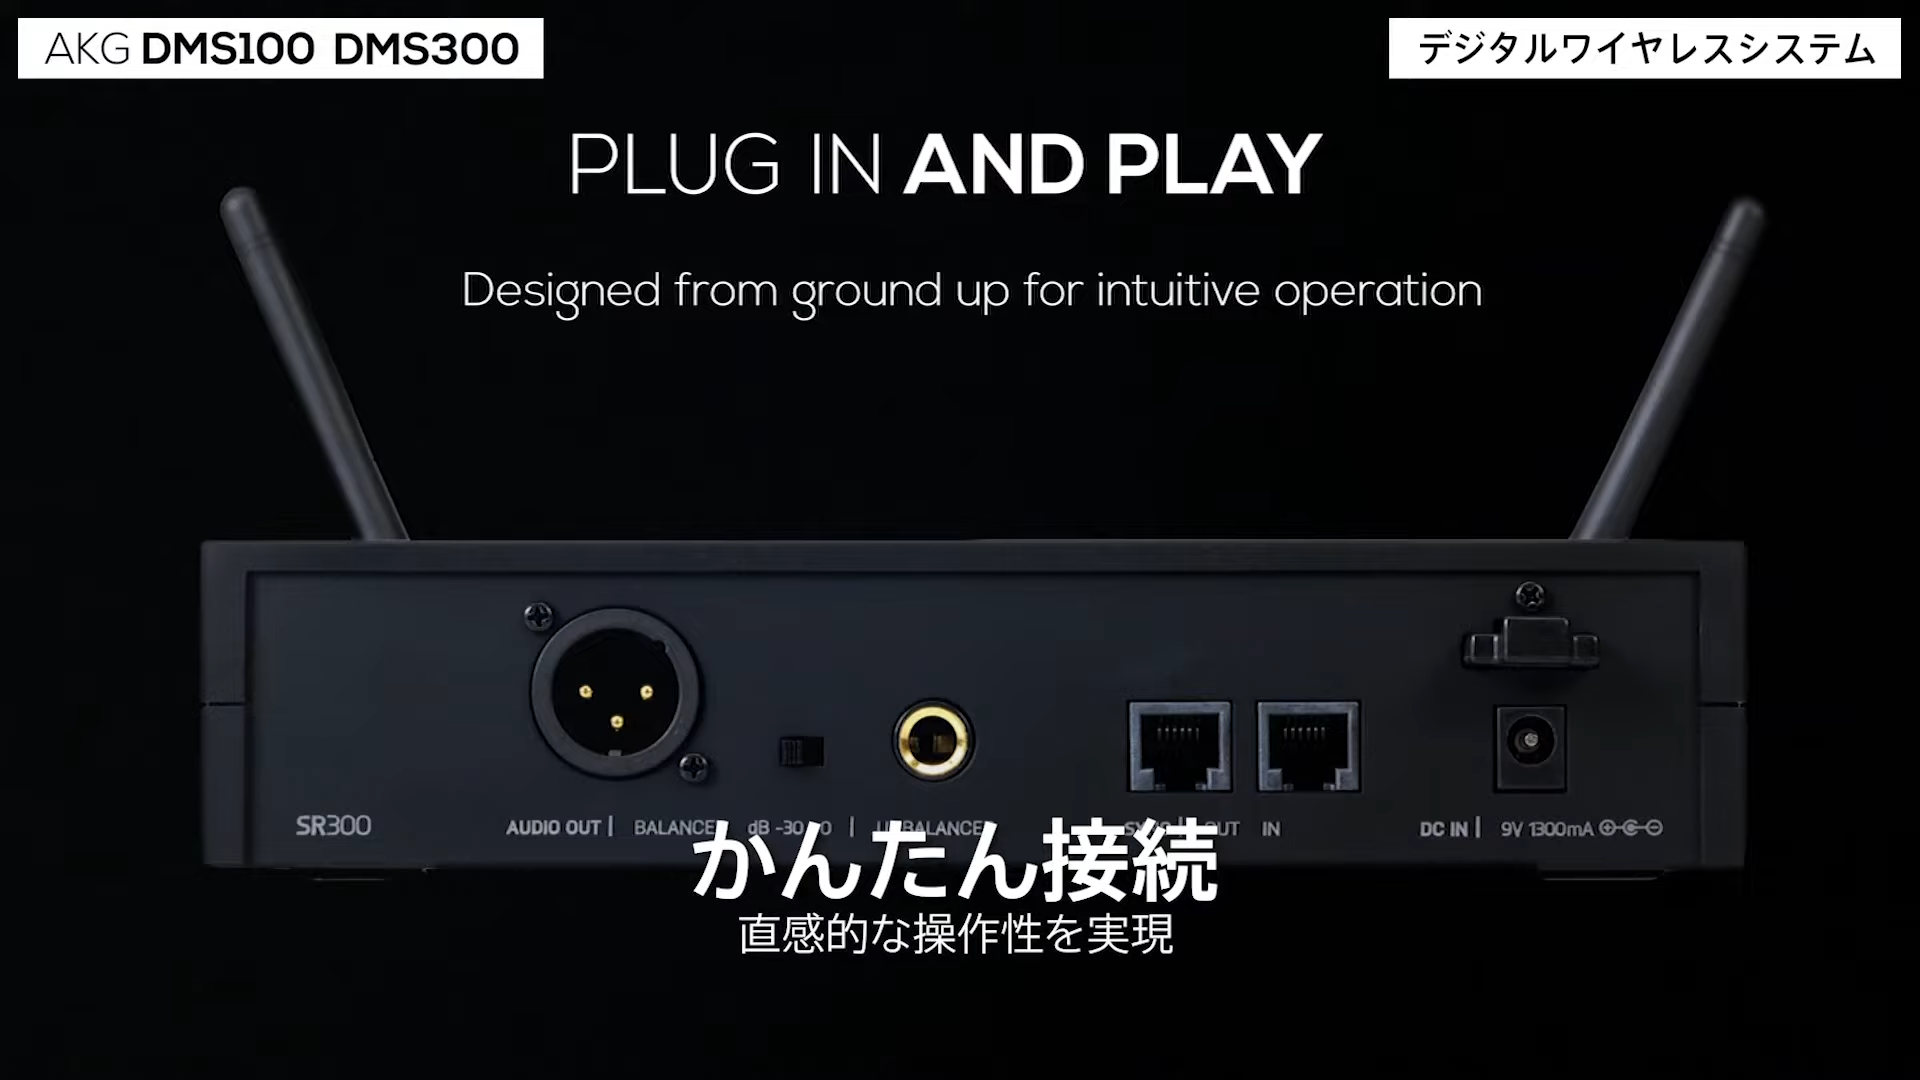 AKG DMS100 DMS300
デジタルワイヤレスシステム
PLUG IN AND PLAY
Designed from ground up for intuitive operation
SR300
AUDIO OUT | dB | IN DC IN | 9V 1300mA
かんたん接続
直感的な操作性を実現